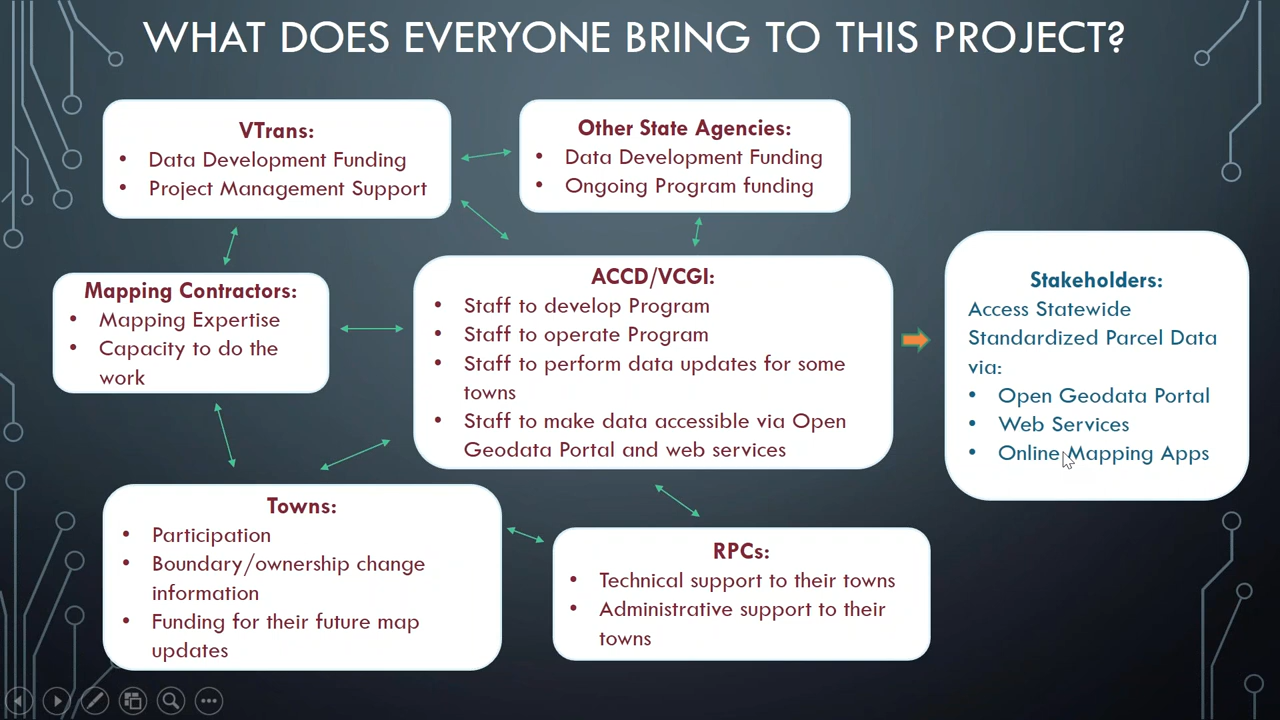 WHAT DOES EVERYONE BRING TO THIS PROJECT?
VTrans:
• Data Development Funding
• Project Management Support
Other State Agencies:
• Data Development Funding
• Ongoing Program funding
Mapping Contractors:
• Mapping Expertise
• Capacity to do the
work
ACCD/VCGI:
• Staff to develop Program
• Staff to operate Program
• Staff to perform data updates for some
towns
• Staff to make data accessible via Open
Geodata Portal and web services
Stakeholders:
Access Statewide
Standardized Parcel Data
via:
• Open Geodata Portal
• Web Services
• Online Mapping Apps
Towns:
• Participation
• Boundary/ownership change
information
• Funding for their future map
updates
RPCs:
• Technical support to their towns
• Administrative support to their
towns